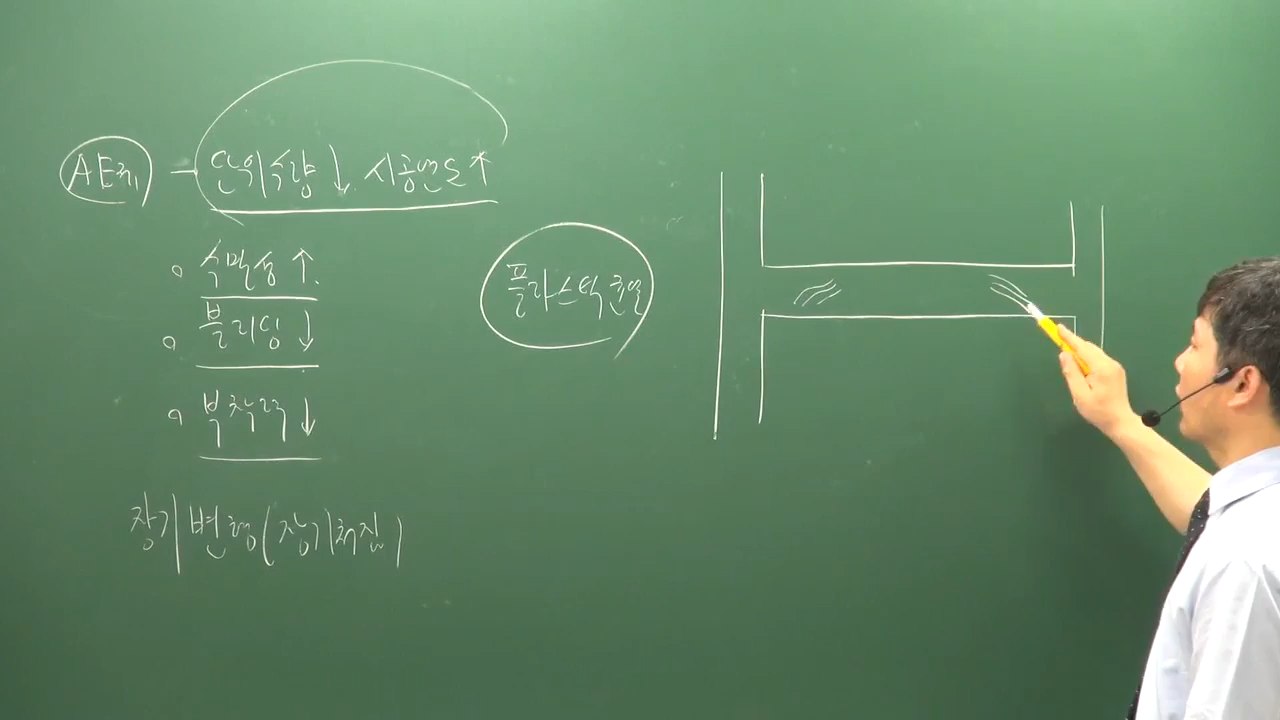 AE제 - 단위수량↓ 시공연도↑
◦ 수밀성↑.
◦ 블리딩↓
◦ 부착력↓
장기변형(장기처짐)
플라스틱균열